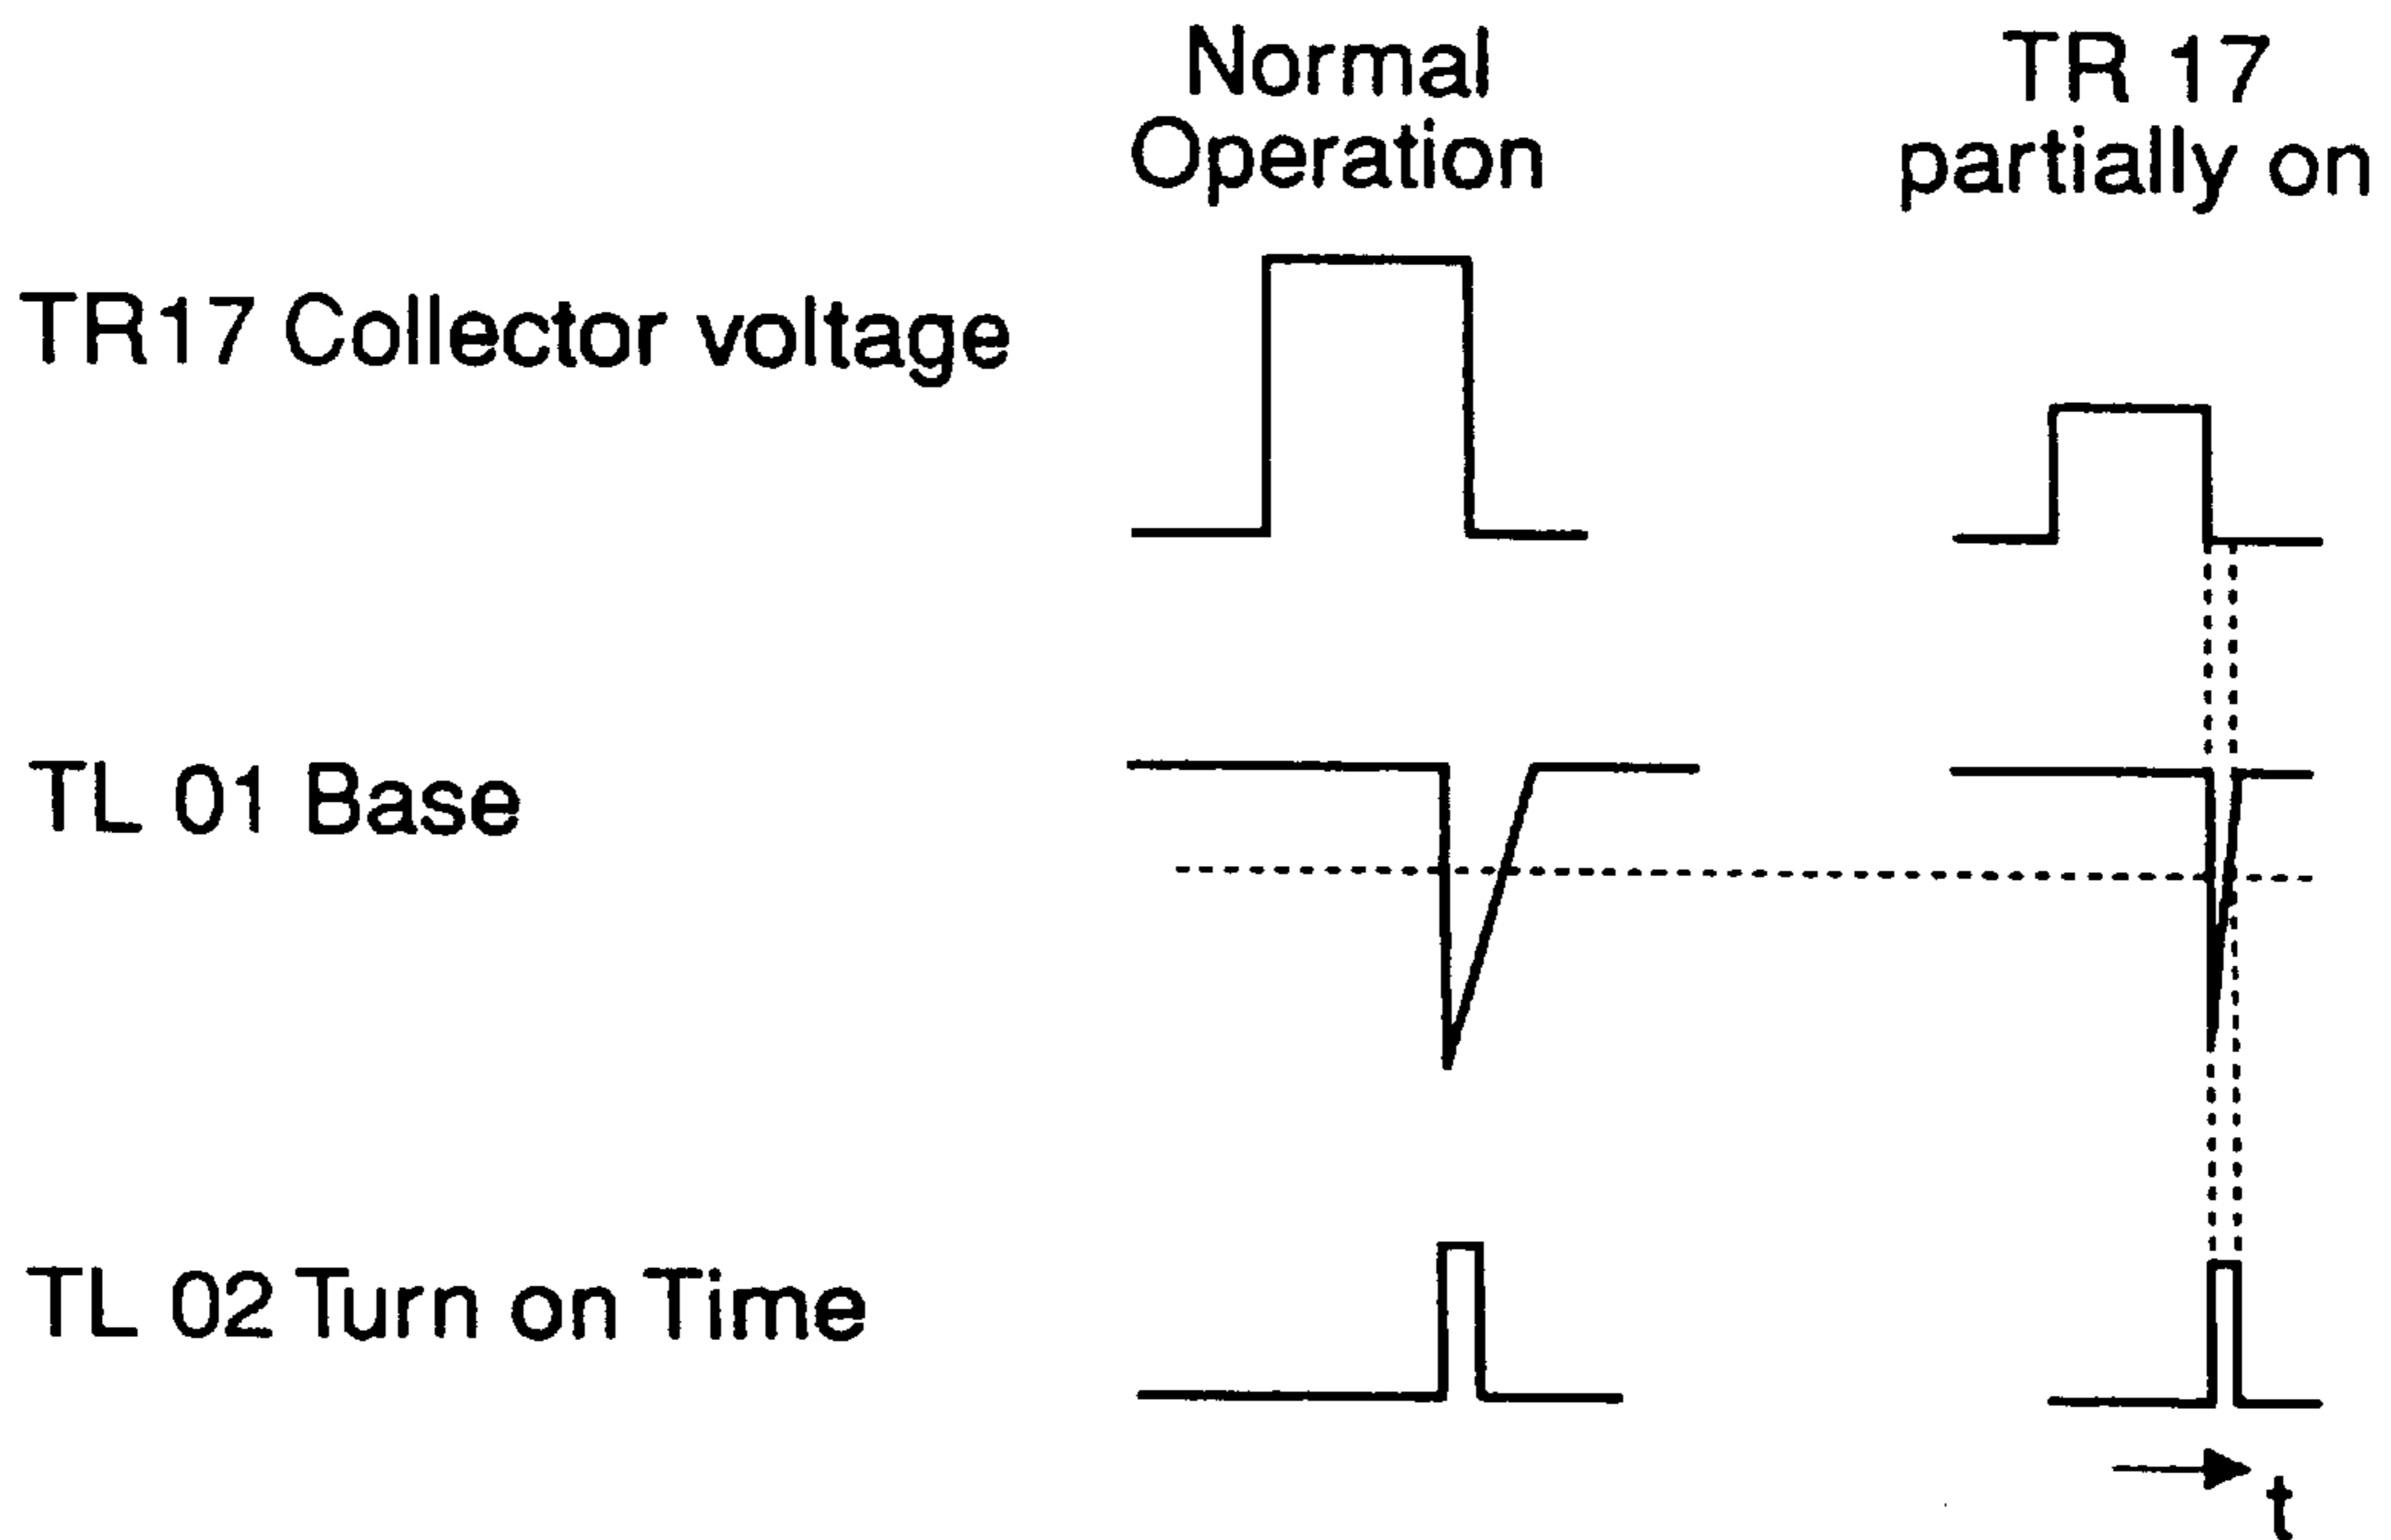 Normal
Operation
TR 17
partially on
TR17 Collector voltage
TL 01 Base
TL 02 Turn on Time
t